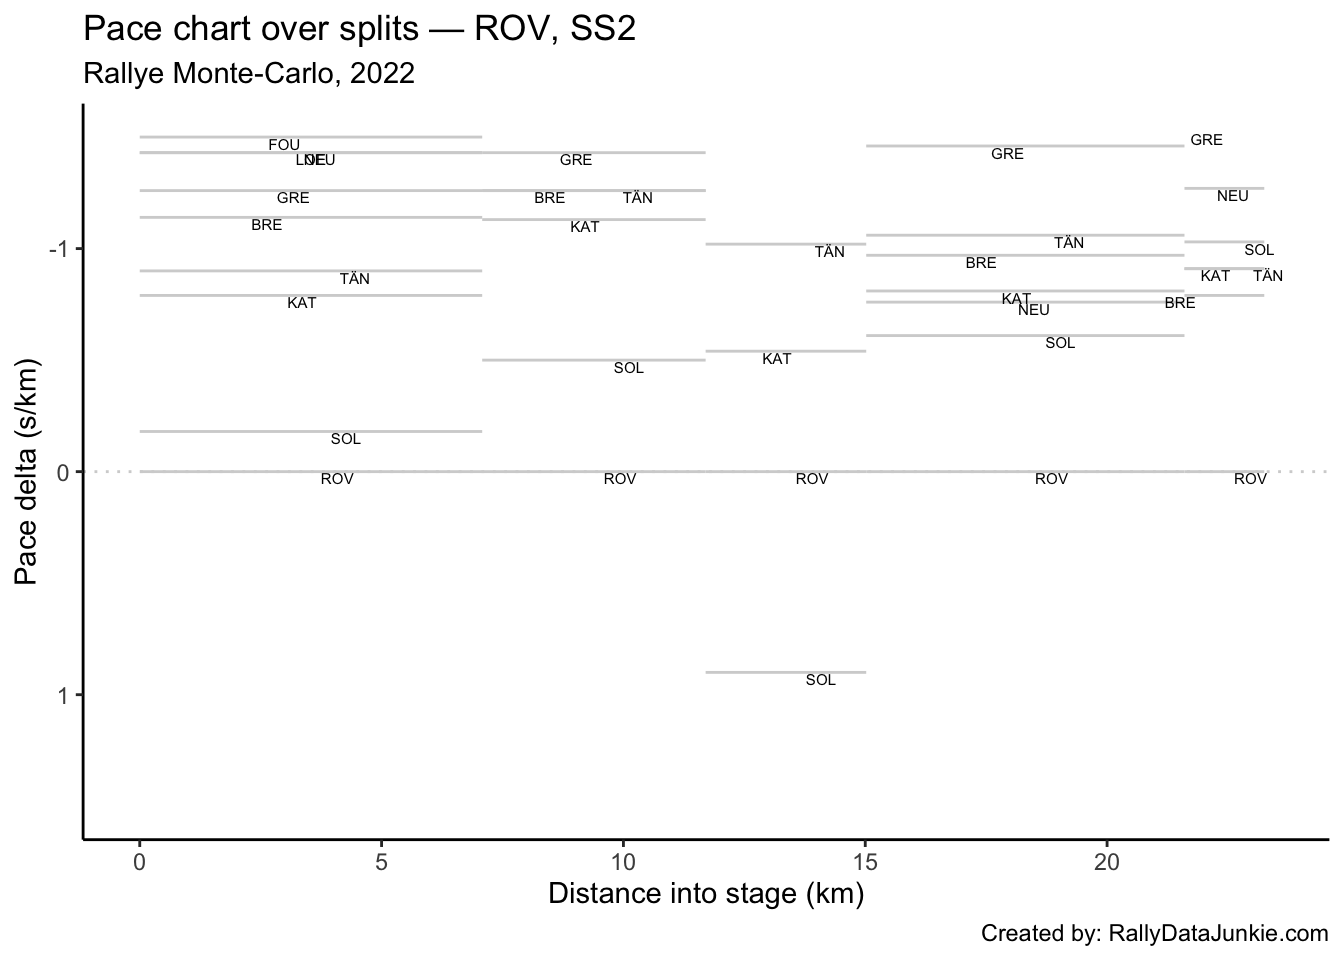 Pace chart over splits — ROV, SS2
Rallye Monte-Carlo, 2022
FOU
NEU
GRE
GRE
GRE
GRE
BRE
TÄN
NEU
BRE
KAT
-1
TÄN
TÄN
SOL
BRE
TÄN
KAT
TÄN
KAT
KAT
BRE
NEU
SOL
KAT
SOL
SOL
0
ROV
ROV
ROV
ROV
ROV
Pace delta (s/km)
SOL
1
0
5
10
15
20
Distance into stage (km)
Created by: RallyDataJunkie.com